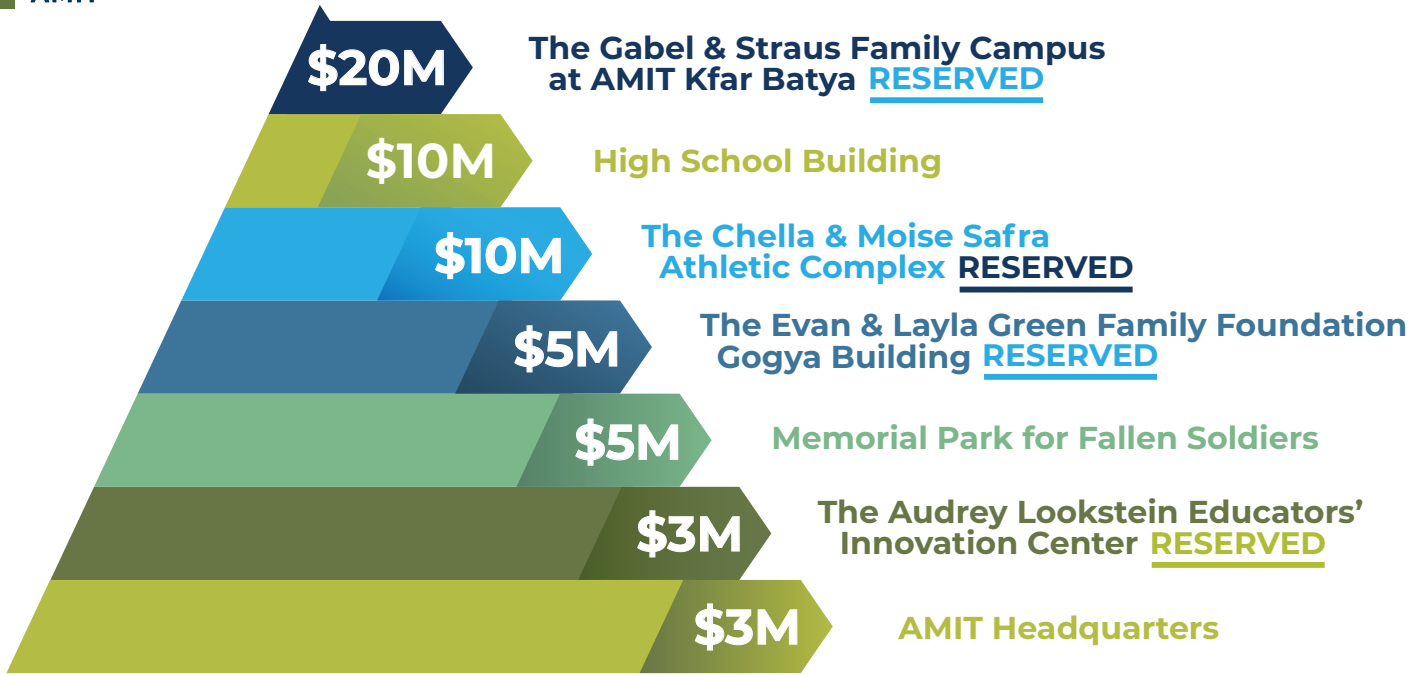 AMIT
$20M
The Gabel & Straus Family Campus
at AMIT Kfar Batya RESERVED
$10M
High School Building
$10M
The Chella & Moise Safra
Athletic Complex RESERVED
$5M
The Evan & Layla Green Family Foundation
Gogya Building RESERVED
$5M
Memorial Park for Fallen Soldiers
$3M
The Audrey Lookstein Educators’
Innovation Center RESERVED
$3M
AMIT Headquarters